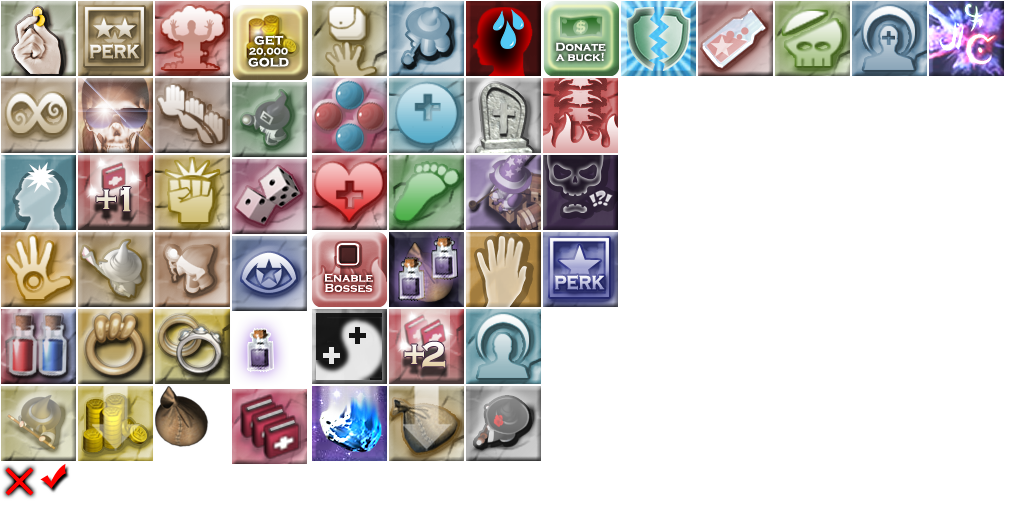 PERK
GET
20,000
GOLD
$
DONATE
A BUCK!
+1
!?!
ENABLE
BOSSES
PERK
+2